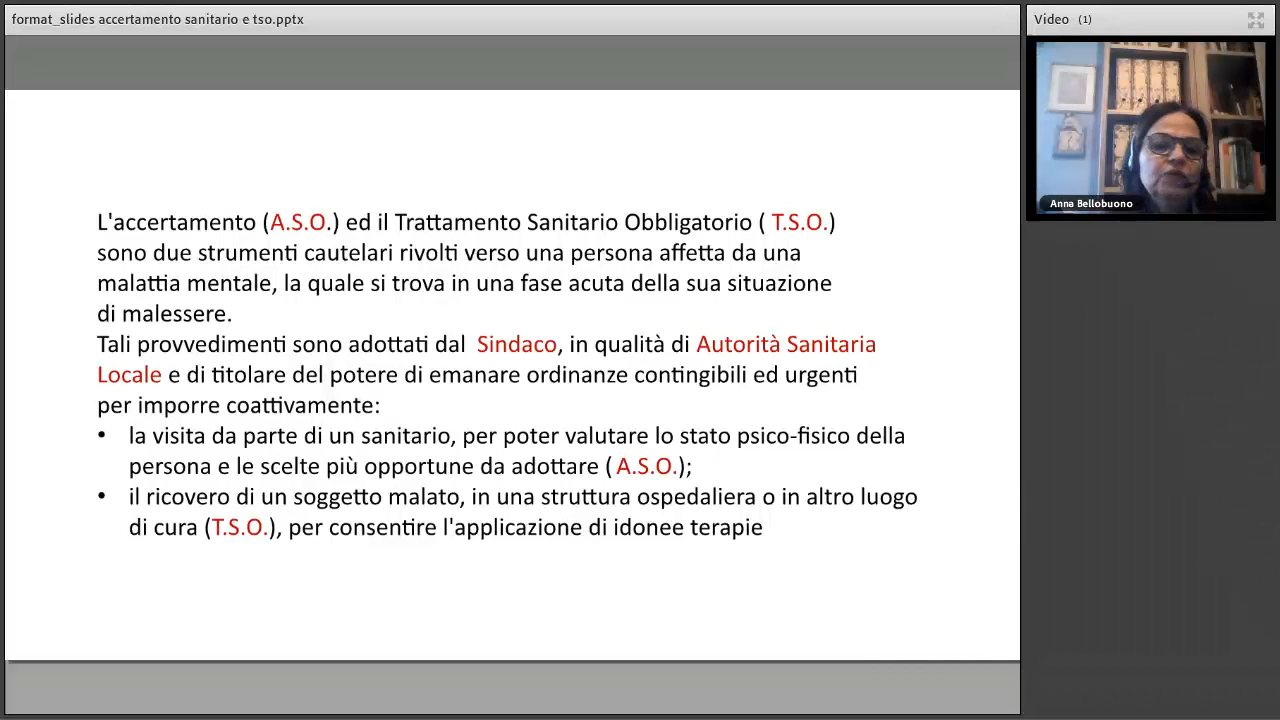 format_slides accertamento sanitario e tso.pptx
Video (1)
Anna Bellobuono
L'accertamento (A.S.O.) ed il Trattamento Sanitario Obbligatorio ( T.S.O.)
sono due strumenti cautelari rivolti verso una persona affetta da una
malattia mentale, la quale si trova in una fase acuta della sua situazione
di malessere.
Tali provvedimenti sono adottati dal Sindaco, in qualità di Autorità Sanitaria
Locale e di titolare del potere di emanare ordinanze contingibili ed urgenti
per imporre coattivamente:
• la visita da parte di un sanitario, per poter valutare lo stato psico-fisico della
persona e le scelte più opportune da adottare ( A.S.O.);
• il ricovero di un soggetto malato, in una struttura ospedaliera o in altro luogo
di cura (T.S.O.), per consentire l'applicazione di idonee terapie